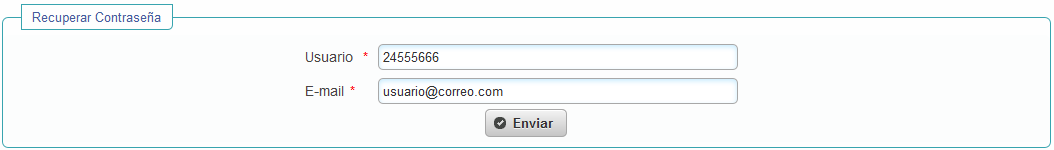 Recuperar Contraseña
Usuario * 24555666
E-mail * usuario@correo.com
Enviar